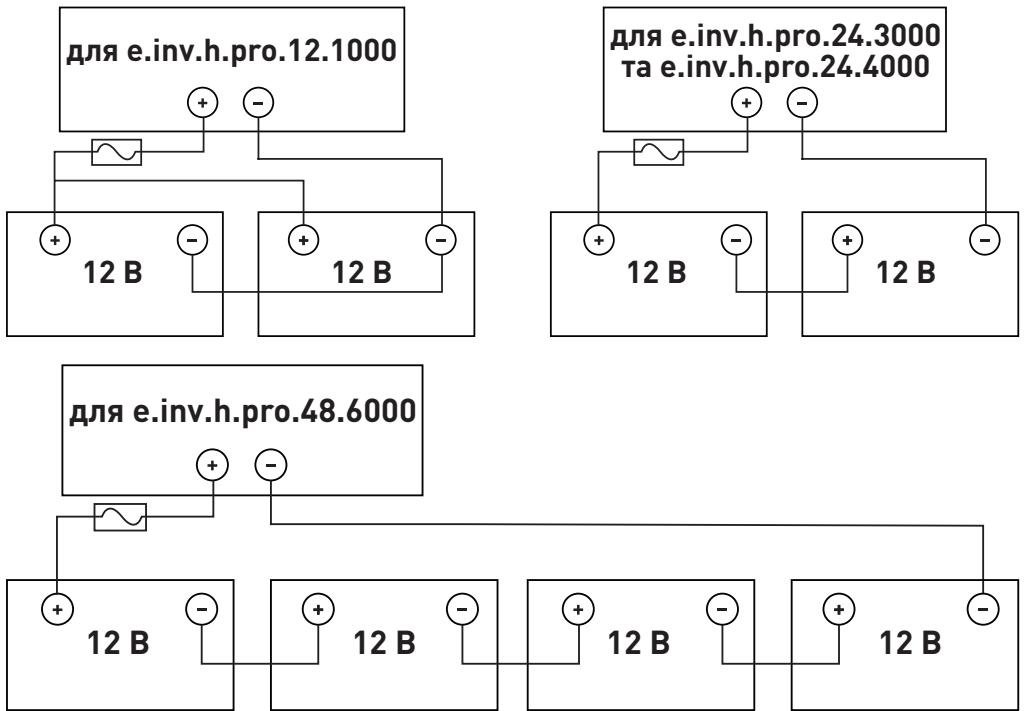 для e.inv.h.pro.12.1000
+ −
+ − + −
12 В 12 В
для e.inv.h.pro.24.3000
та e.inv.h.pro.24.4000
+ −
+ − + −
12 В 12 В
для e.inv.h.pro.48.6000
+ −
+ − + − + − + −
12 В 12 В 12 В 12 В